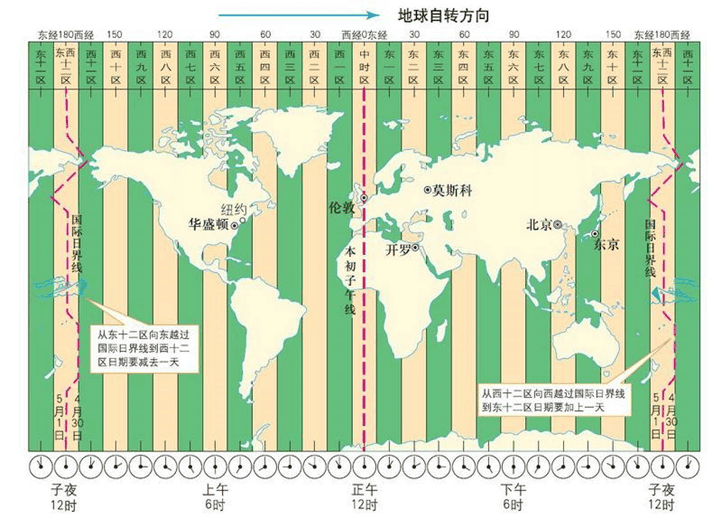 地球自转方向
东经180西经 150 120 90 60 30 西经0东经 30 60 90 120 150 东经180西经
东十一区 东西十二区 西十一区 西十区 西九区 西八区 西七区 西六区 西五区 西四区 西三区 西二区 西一区 中时区 东一区 东二区 东三区 东四区 东五区 东六区 东七区 东八区 东九区 东十区 东十一区 东西十二区 西十一区
莫斯科
伦敦
纽约
华盛顿
北京
东京
开罗
国际日界线
本初子午线
国际日界线
从东十二区向东越过
国际日界线到西十二
区日期要减去一天
从西十二区向西越过国际日界线
到东十二区日期要加上一天
5月1日
4月30日
5月1日
4月30日
子夜 上午 正午 下午 子夜
12时 6时 12时 6时 12时